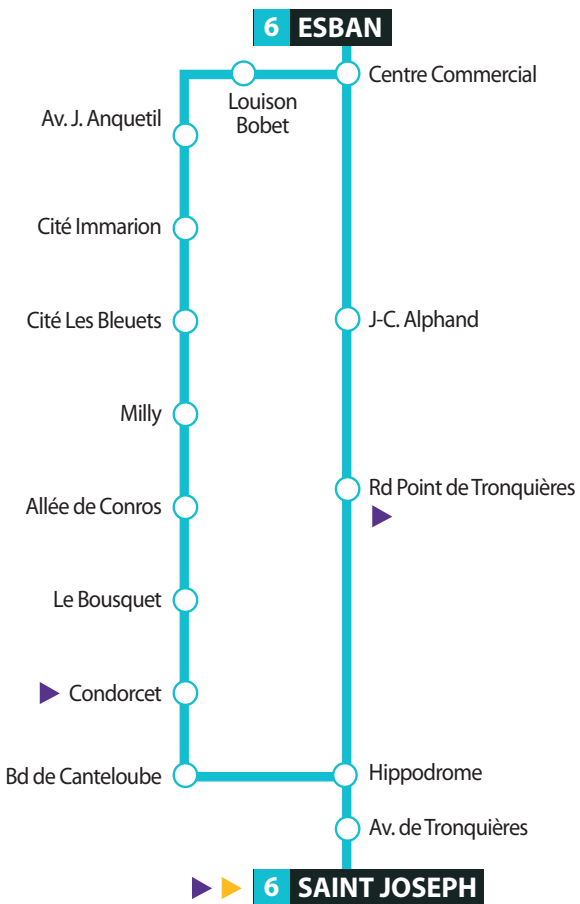 6 ESBAN
Centre Commercial
Louison
Bobet
Av. J. Anquetil
Cité Immarion
Cité Les Bleuets
J-C. Alphand
Milly
Rd Point de Tronquières
Allée de Conros
Le Bousquet
Condorcet
Bd de Canteloube
Hippodrome
Av. de Tronquières
6 SAINT JOSEPH